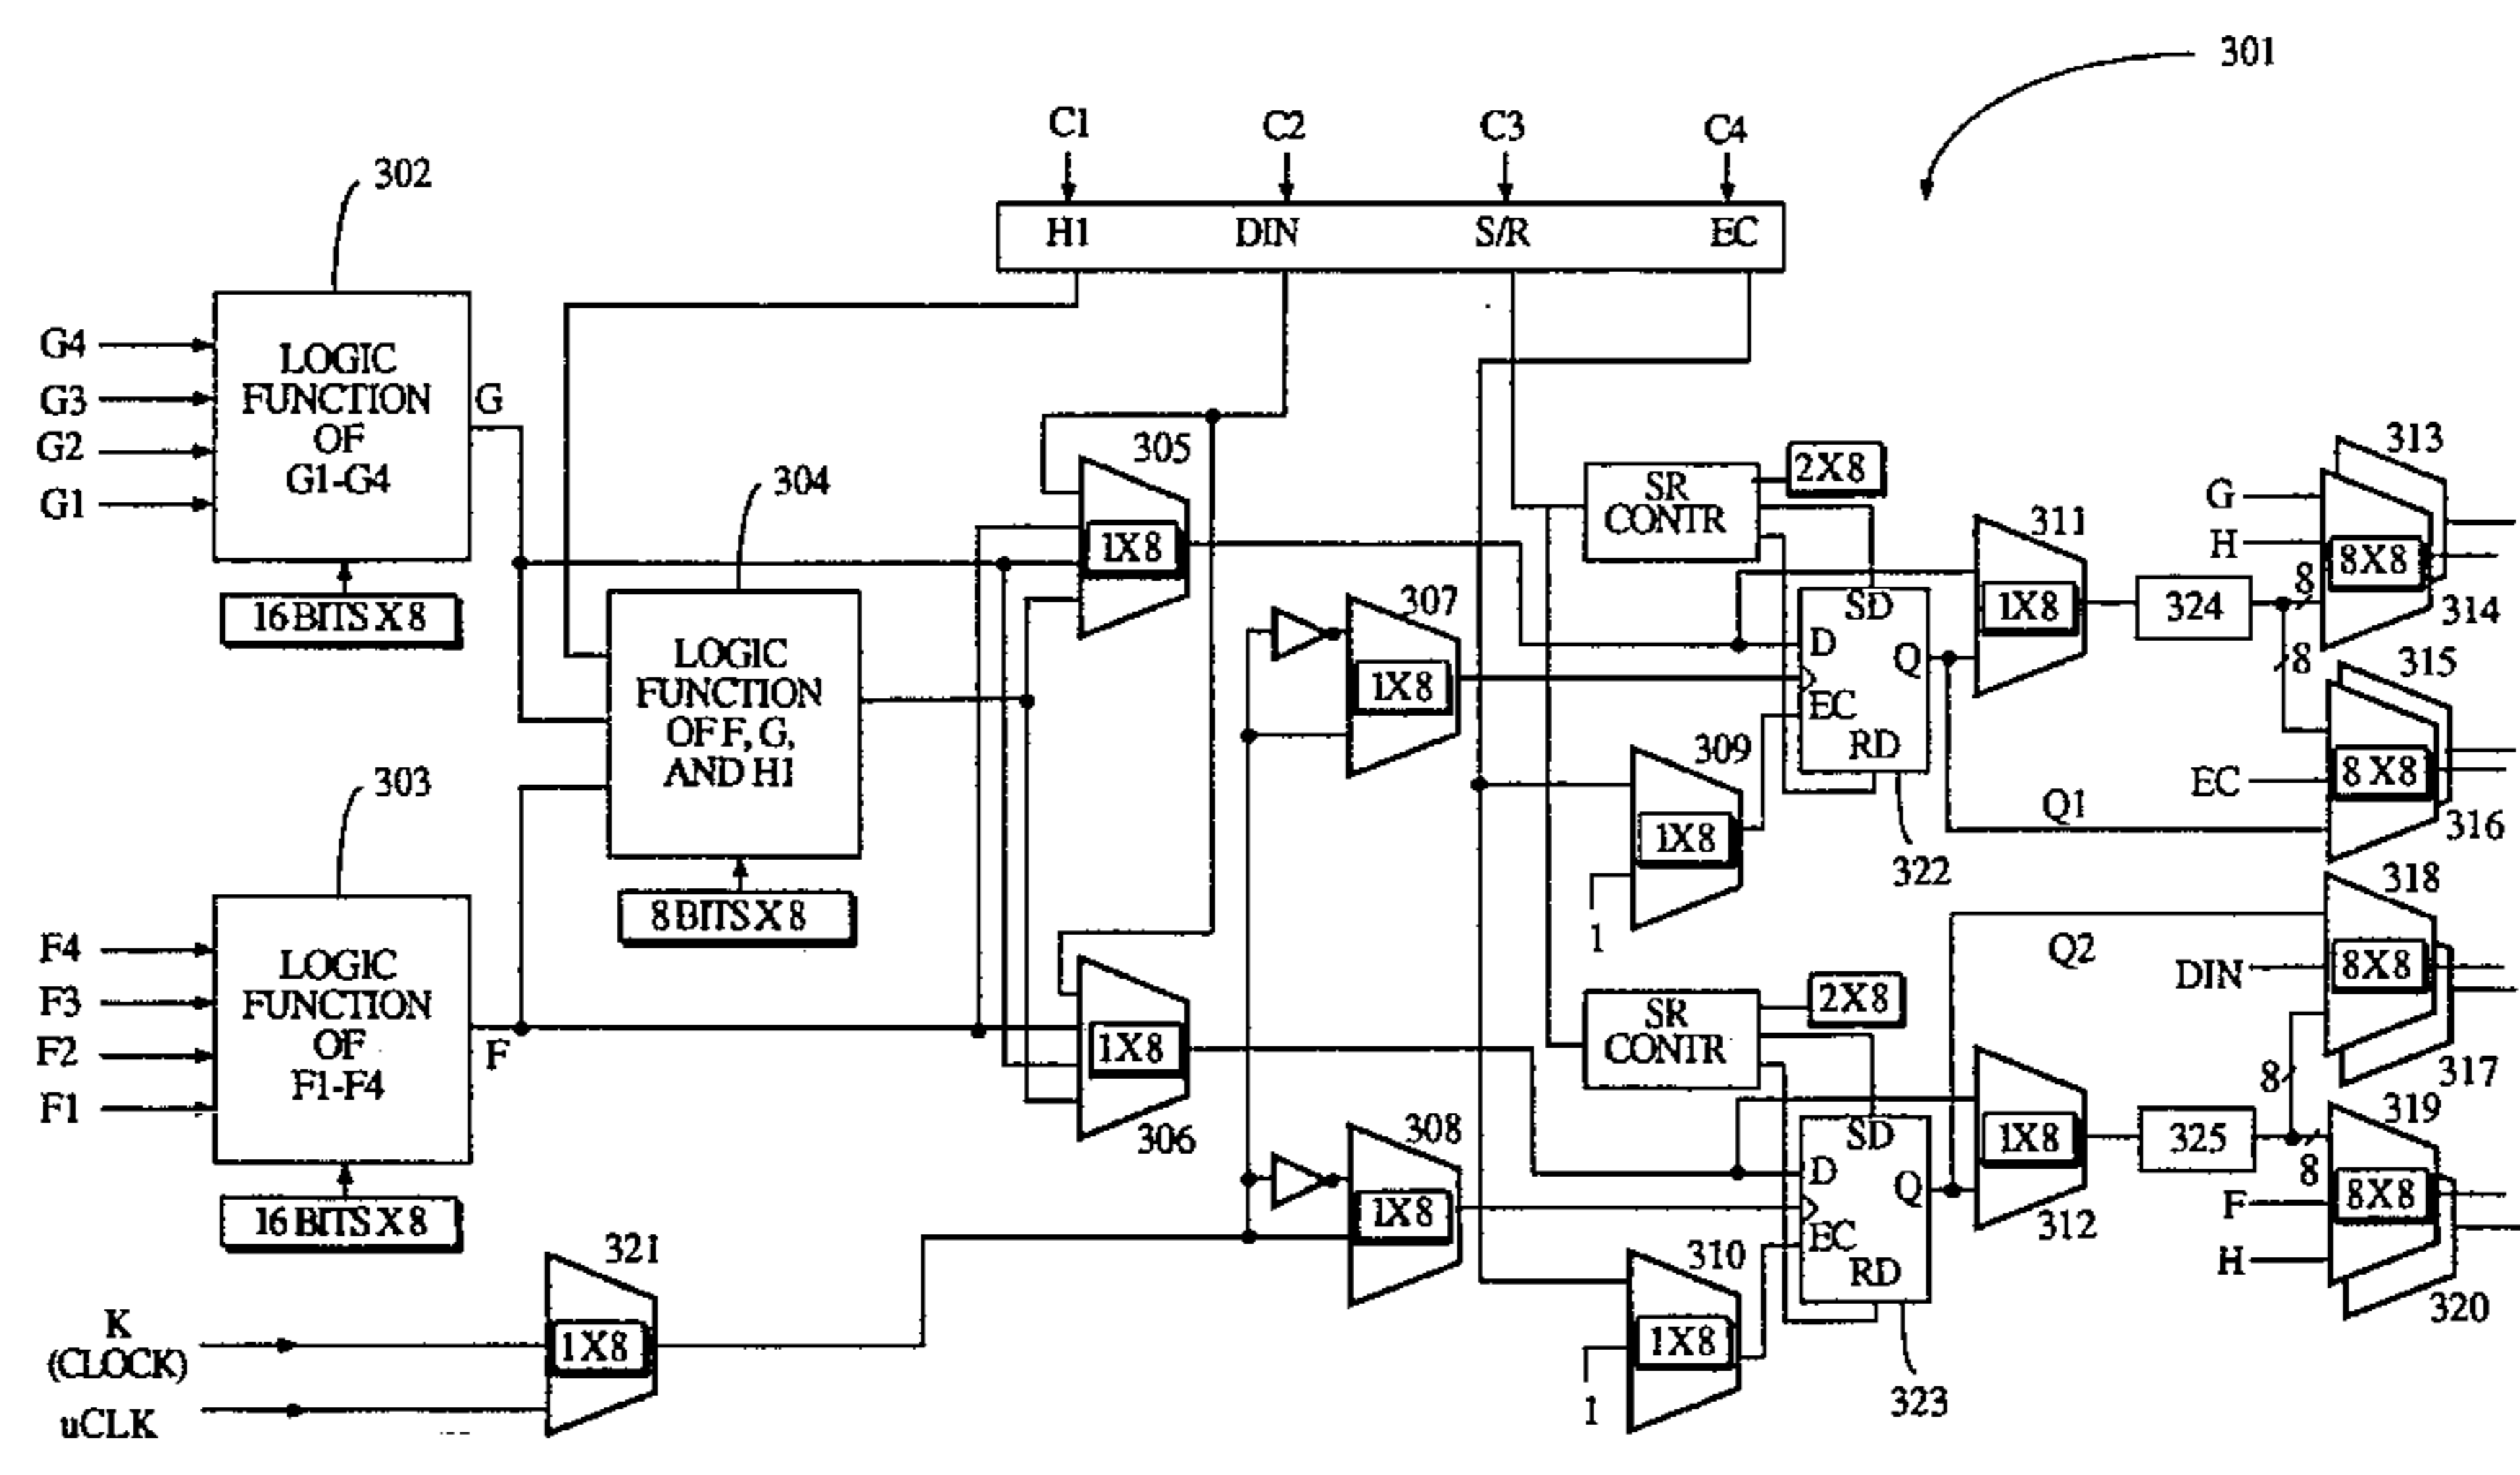 301
C1
C2
C3
C4
H1
DIN
S/R
EC
302
G4
G3
G2
G1
LOGIC
FUNCTION
OF
G1-G4
G
16 BITS X 8
304
LOGIC
FUNCTION
OF F, G,
AND H1
8 BITS X 8
303
F4
F3
F2
F1
LOGIC
FUNCTION
OF
F1-F4
F
16 BITS X 8
K
(CLOCK)
uCLK
321
1X8
305
1X8
306
1X8
307
1X8
308
1X8
309
1X8
1
310
1X8
1
SR
CONTR
2X8
SD
D
Q
EC
RD
322
SR
CONTR
2X8
SD
D
Q
EC
RD
323
311
1X8
324
8
8
312
1X8
325
8
8
313
G
H
8X8
314
315
EC
8X8
Q1
316
318
Q2
DIN
8X8
317
319
F
8X8
H
320